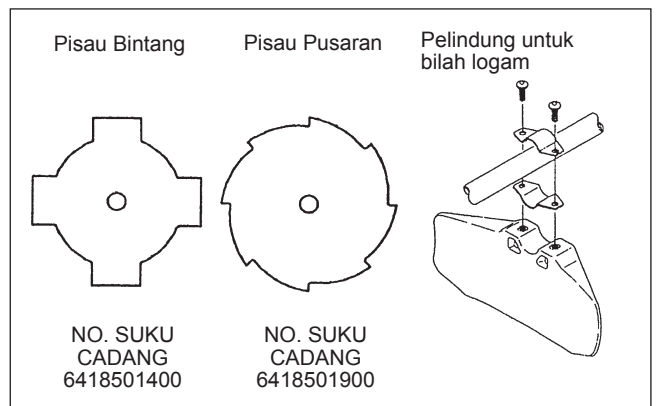 Pisau Bintang
NO. SUKU
CADANG
6418501400
Pisau Pusaran
NO. SUKU
CADANG
6418501900
Pelindung untuk
bilah logam